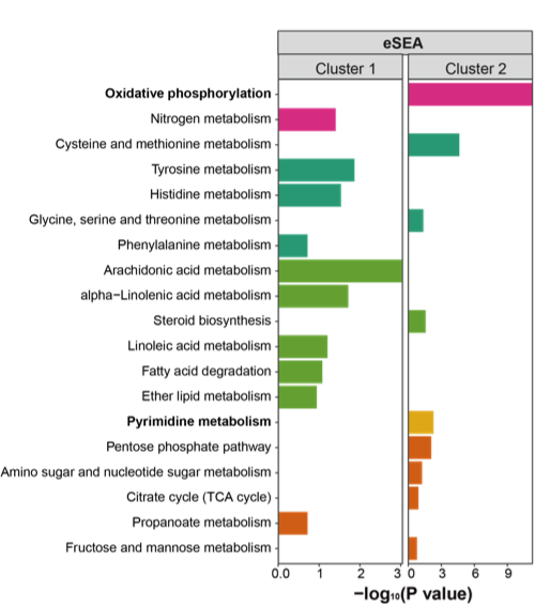 eSEA
Cluster 1 Cluster 2
Oxidative phosphorylation
Nitrogen metabolism
Cysteine and methionine metabolism
Tyrosine metabolism
Histidine metabolism
Glycine, serine and threonine metabolism
Phenylalanine metabolism
Arachidonic acid metabolism
alpha−Linolenic acid metabolism
Steroid biosynthesis
Linoleic acid metabolism
Fatty acid degradation
Ether lipid metabolism
Pyrimidine metabolism
Pentose phosphate pathway
Amino sugar and nucleotide sugar metabolism
Citrate cycle (TCA cycle)
Propanoate metabolism
Fructose and mannose metabolism
0.0 1 2 3 0 3 6 9
−log₁₀(P value)